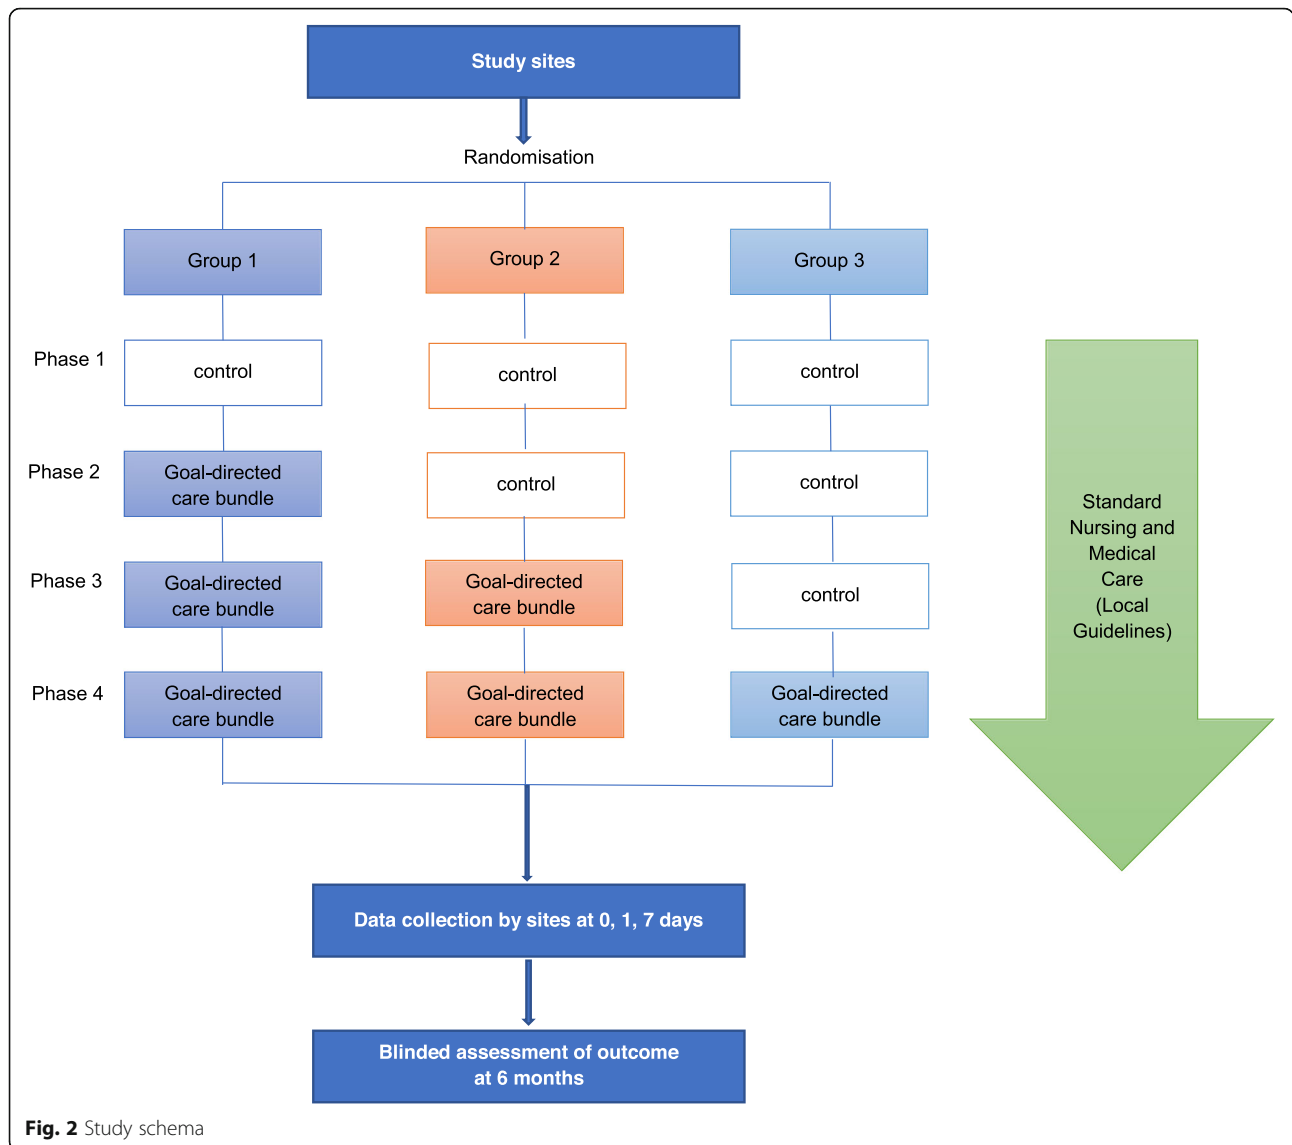 Study sites
Randomisation
Group 1
Group 2
Group 3
Phase 1
control
control
control
Phase 2
Goal-directed
care bundle
control
control
Phase 3
Goal-directed
care bundle
Goal-directed
care bundle
control
Phase 4
Goal-directed
care bundle
Goal-directed
care bundle
Goal-directed
care bundle
Standard
Nursing and
Medical
Care
(Local
Guidelines)
Data collection by sites at 0, 1, 7 days
Blinded assessment of outcome
at 6 months
Fig. 2 Study schema